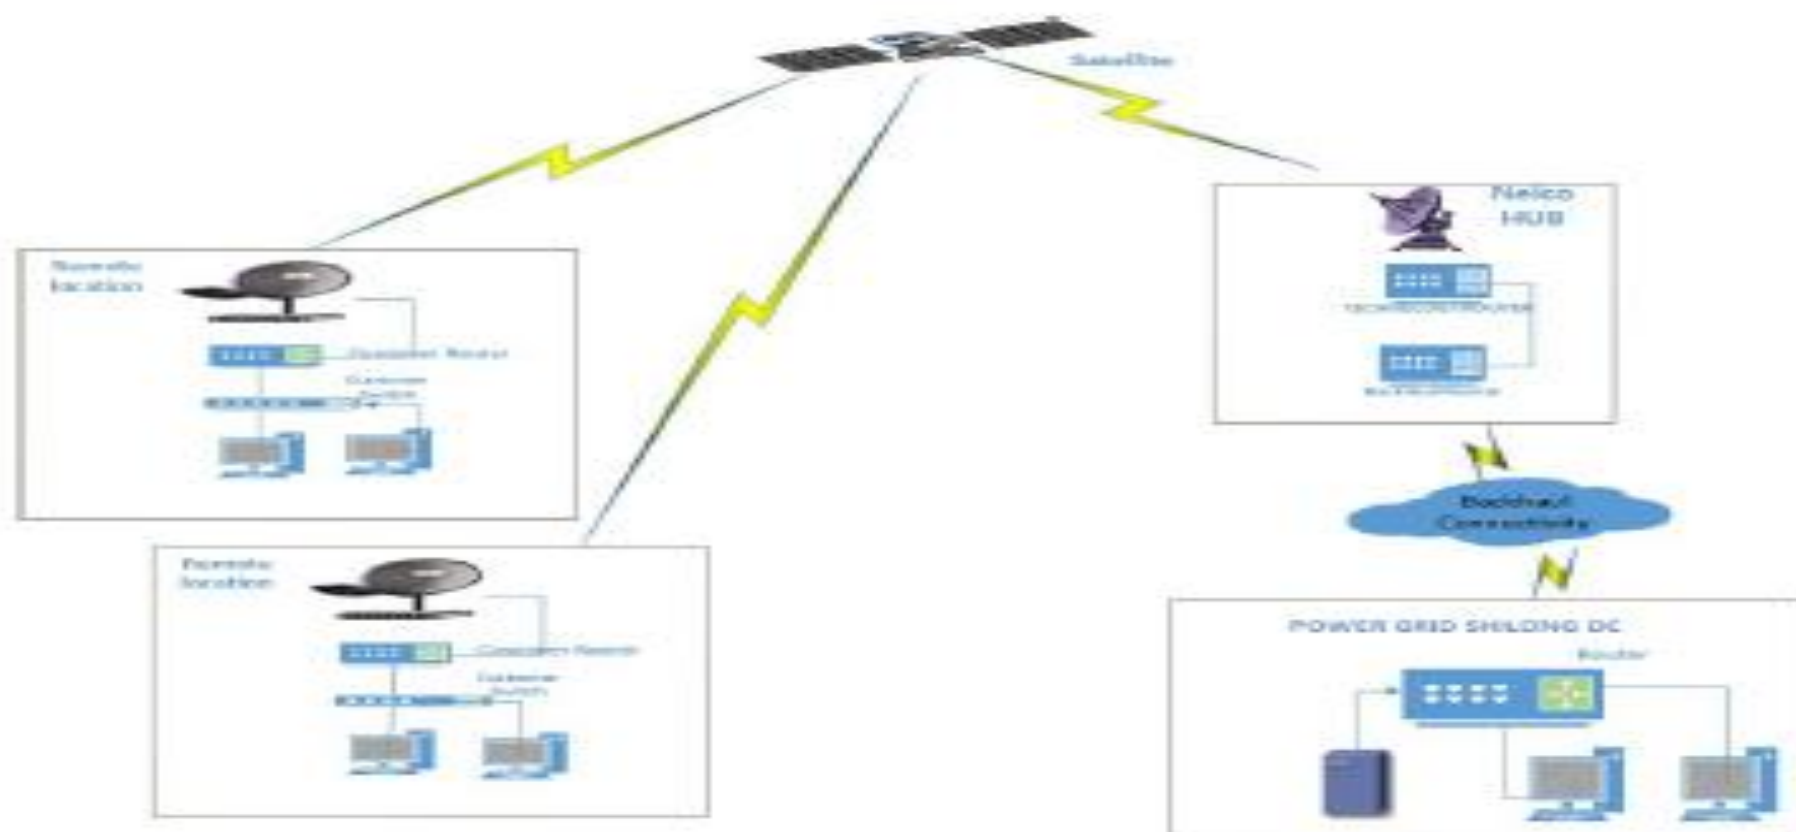 Satellite
Nelco
HUB
Remote
location
Customer Router
Customer
Switch
Backhaul
Connectivity
Remote
location
POWER GRID SHILONG DC
Router
Customer Router
Customer
Switch